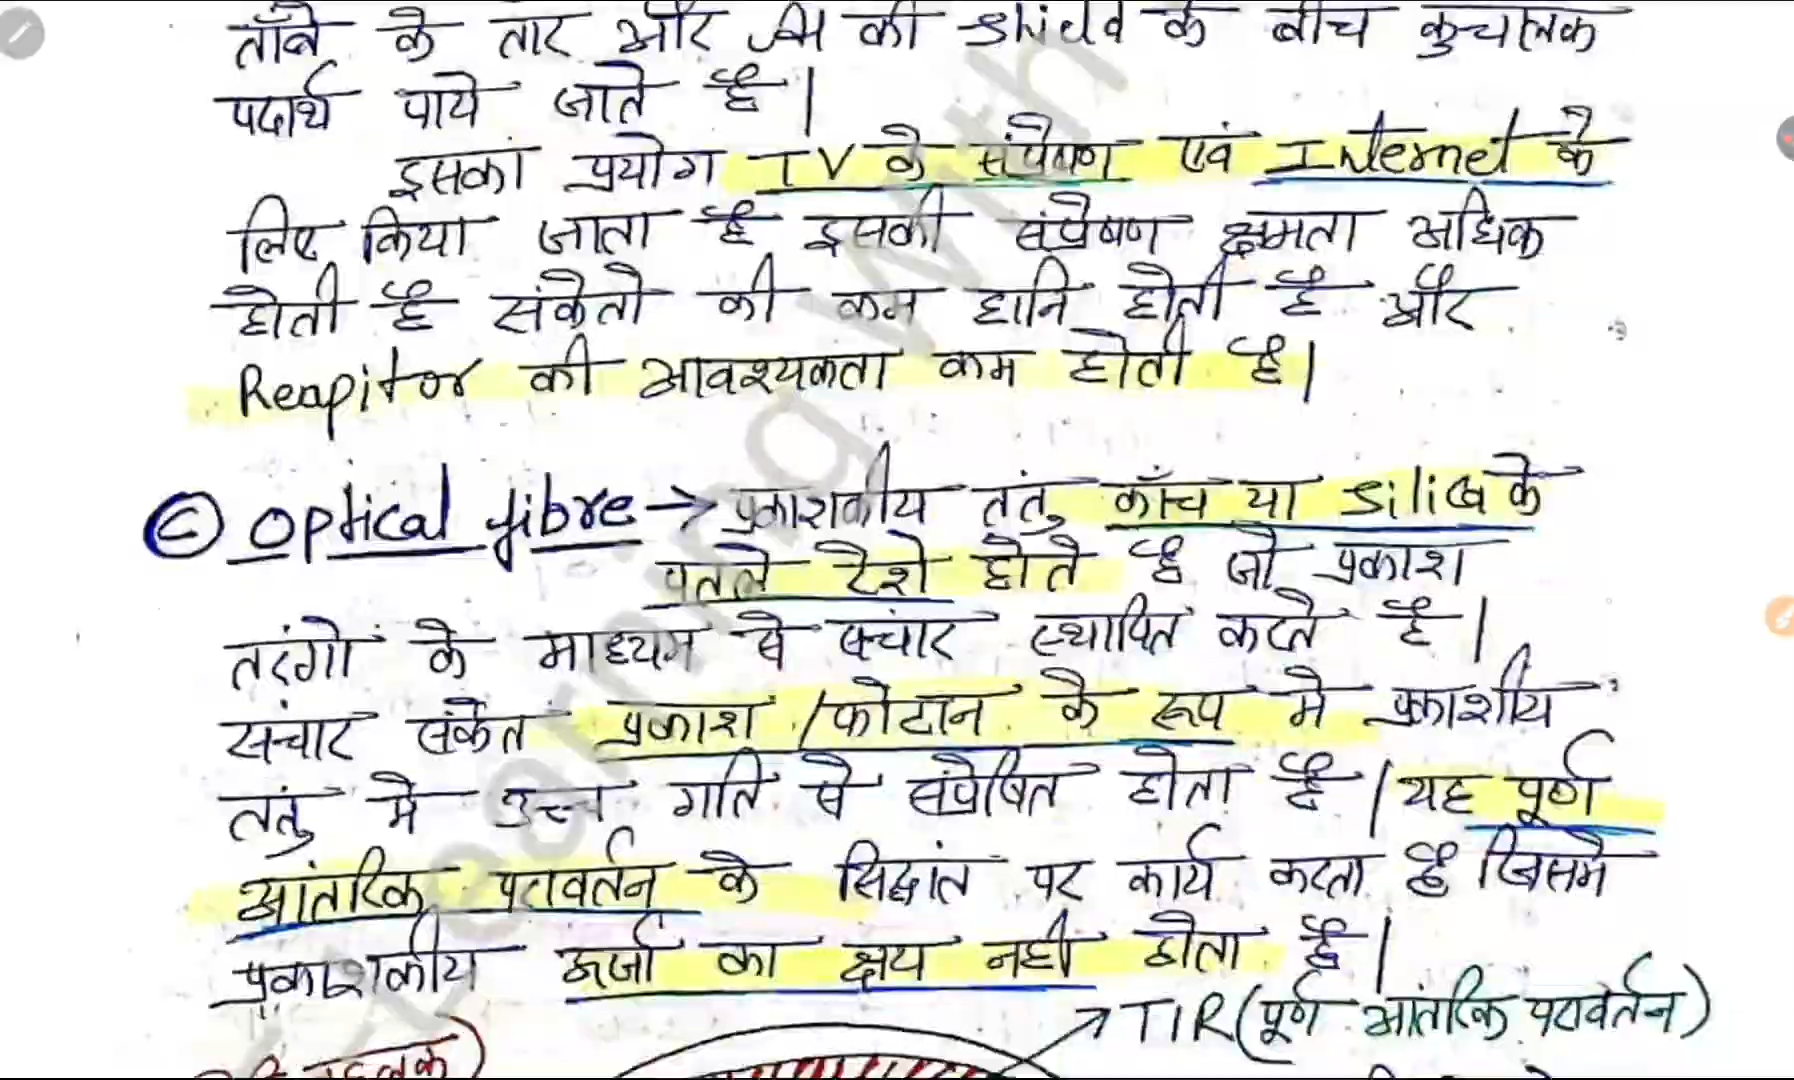 ताँबे के तार और Al की shield के बीच कुचालक
पदार्थ पाये जाते है।
इसका प्रयोग TV के संप्रेषण एवं Internet के
लिए किया जाता है इसकी संप्रेषण क्षमता अधिक
होती है संकेतो की कम हानि होती है और
Reapitor की आवश्यकता कम होती है।
Ⓒ Optical fibre → प्रकाशकीय तंतु काँच या silica के
पतले रेशे होते है जो प्रकाश
तरंगो के माध्यम से संचार स्थापित करते है।
संचार संकेत प्रकाश / फोटान के रूप मे प्रकाशीय
तंतु मे उच्च गति से संप्रेषित होता है। यह पूर्ण
आंतरिक परावर्तन के सिद्धांत पर कार्य करता है जिसमे
प्रकाशकीय ऊर्जा का क्षय नही होता है।
→ TIR (पूर्ण आंतरिक परावर्तन)
Learning With